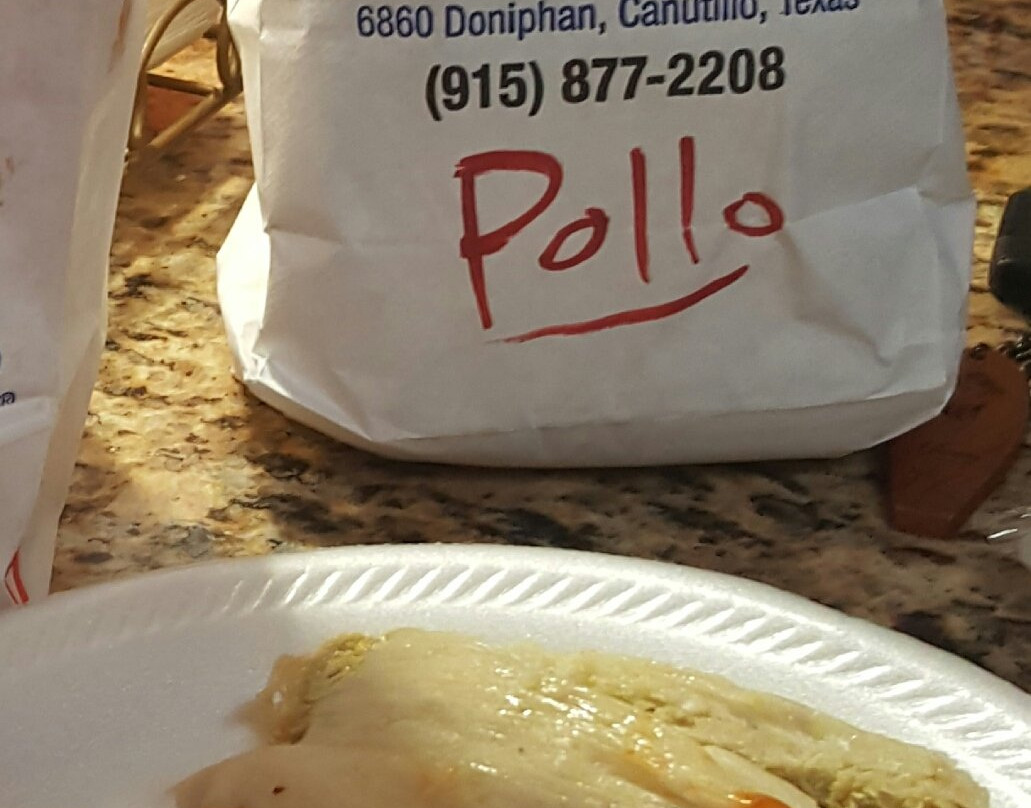 6860 Doniphan, Canutillo, Texas
(915) 877-2208
Pollo